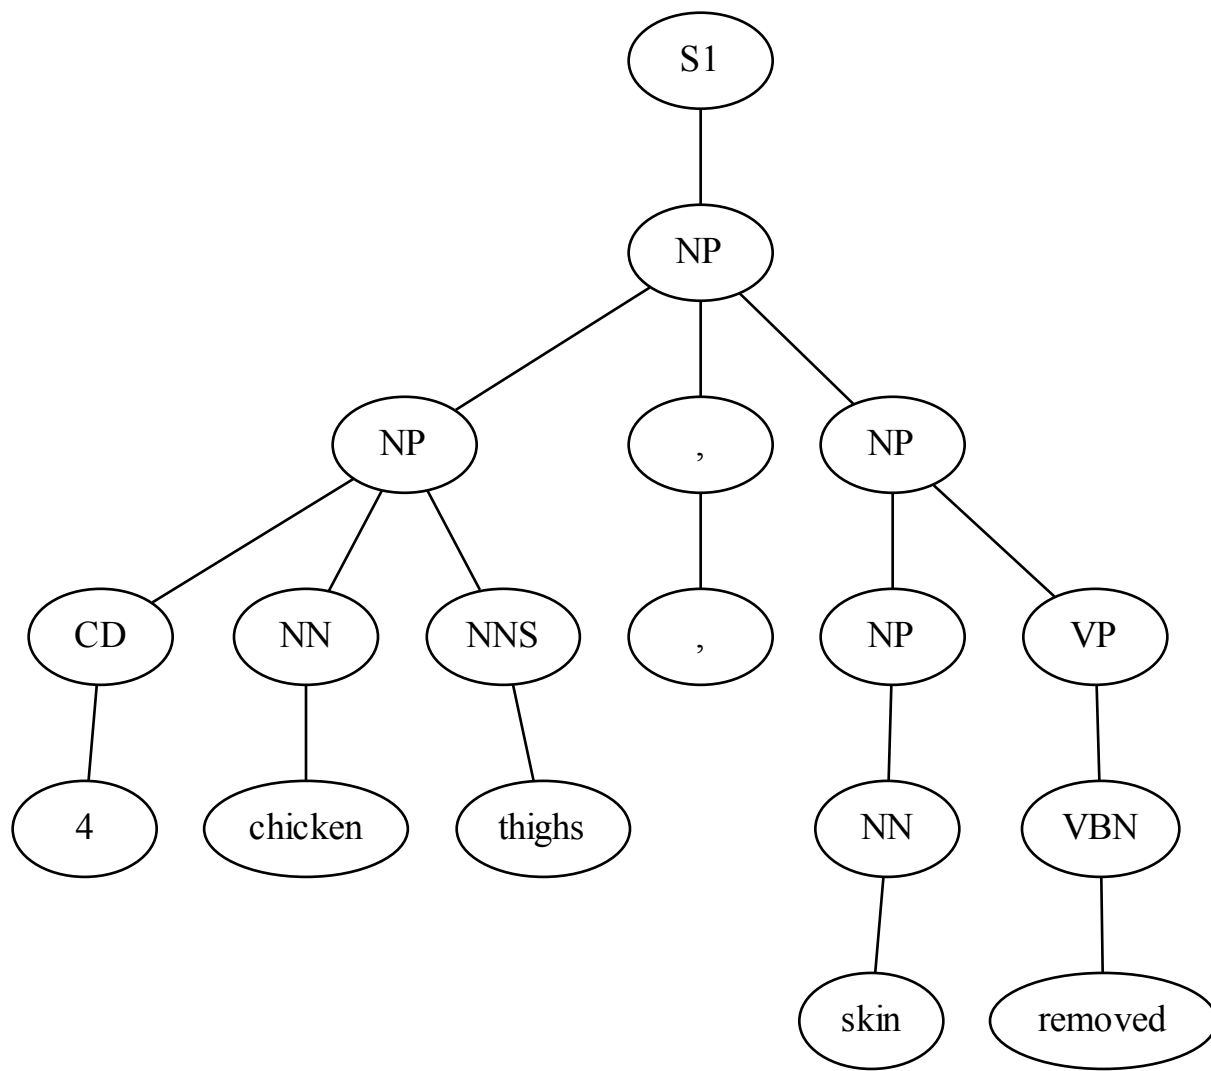 S1
NP
NP , NP
CD NN NNS , NP VP
4 chicken thighs NN VBN
skin removed